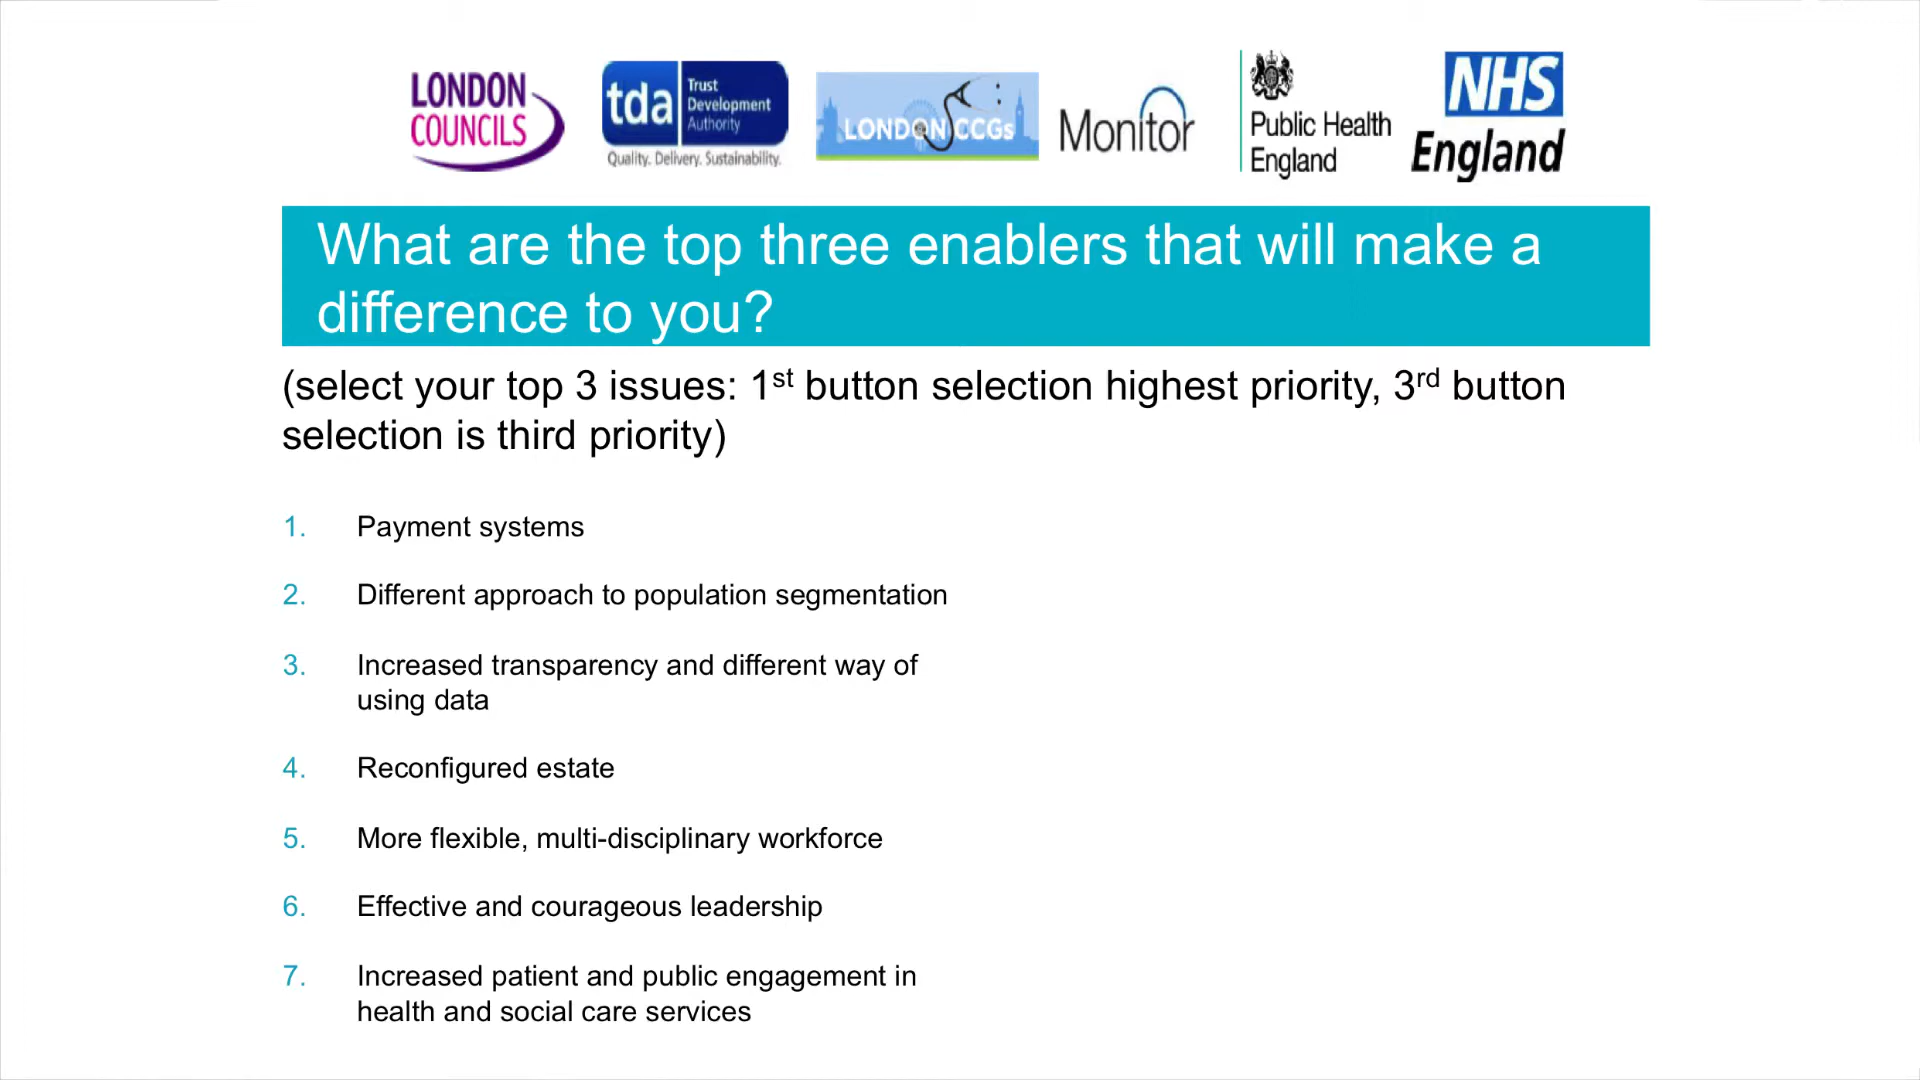 LONDON
COUNCILS
tda
Trust
Development
Authority
Quality. Delivery. Sustainability.
LONDON CCGs
Monitor
Public Health
England
NHS
England
What are the top three enablers that will make a
difference to you?
(select your top 3 issues: 1st button selection highest priority, 3rd button
selection is third priority)
1. Payment systems
2. Different approach to population segmentation
3. Increased transparency and different way of
using data
4. Reconfigured estate
5. More flexible, multi-disciplinary workforce
6. Effective and courageous leadership
7. Increased patient and public engagement in
health and social care services